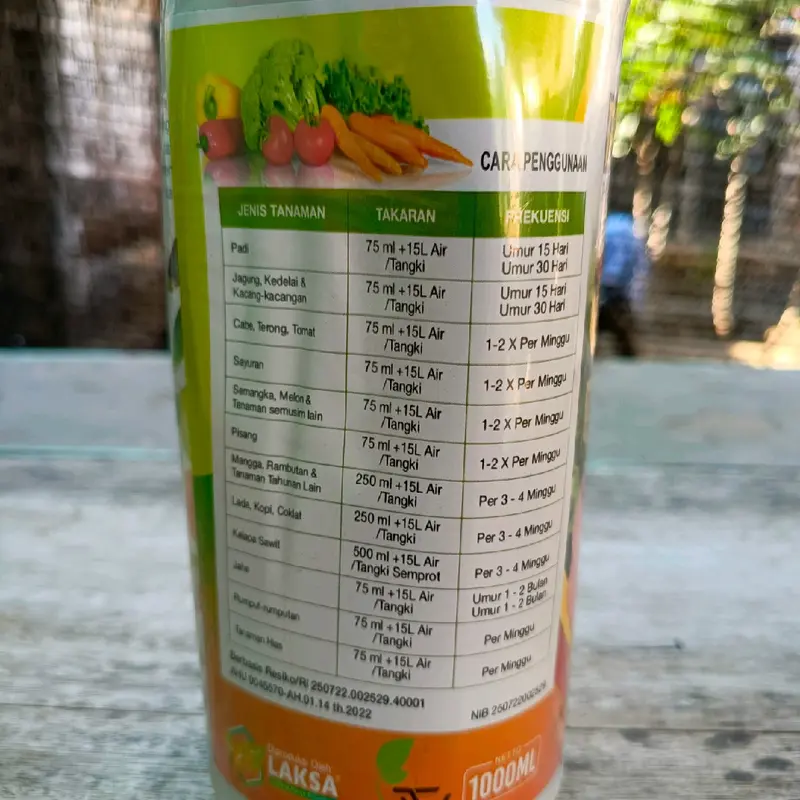 CARA PENGGUNAAN
JENIS TANAMAN TAKARAN FREKUENSI
Padi 75 ml +15L Air /Tangki Umur 15 Hari Umur 30 Hari
Jagung, Kedelai & Kacang-kacangan 75 ml +15L Air /Tangki Umur 15 Hari Umur 30 Hari
Cabe, Terong, Tomat 75 ml +15L Air /Tangki 1-2 X Per Minggu
Sayuran 75 ml +15L Air /Tangki 1-2 X Per Minggu
Semangka, Melon & Tanaman semusim lain 75 ml +15L Air /Tangki 1-2 X Per Minggu
Pisang 75 ml +15L Air /Tangki 1-2 X Per Minggu
Mangga, Rambutan & Tanaman Tahunan Lain 250 ml +15L Air /Tangki Per 3 - 4 Minggu
Lada, Kopi, Coklat 250 ml +15L Air /Tangki Per 3 - 4 Minggu
Kelapa Sawit 500 ml +15L Air /Tangki Semprot Per 3 - 4 Minggu
Jahe 75 ml +15L Air /Tangki Umur 1 - 2 Bulan Umur 1 - 2 Bulan
Rumput-rumputan 75 ml +15L Air /Tangki Per Minggu
Tanaman Hias 75 ml +15L Air /Tangki Per Minggu
Berbasis Resiko/RI 250722.002529.40001
AHU 0045570-AH.01.14 th.2022
NIB 250722002529
Diproduksi Oleh
LAKSA
NETTO
1000ML